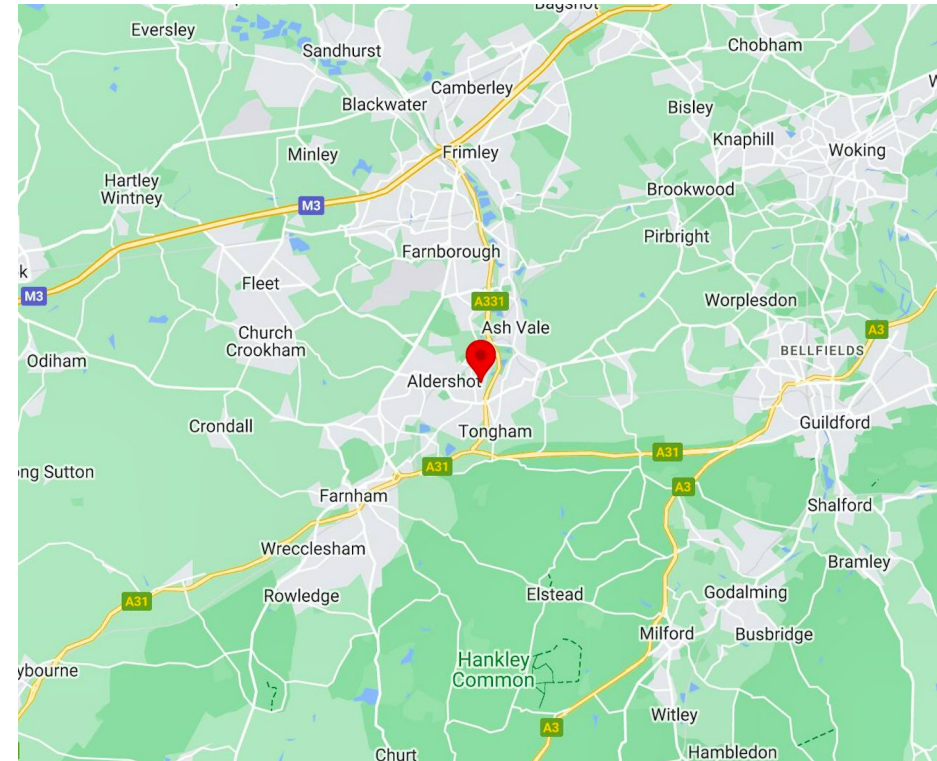 Bagshot
Eversley
Sandhurst
Chobham
Camberley
Blackwater
Bisley
Knaphill
Woking
W
Minley
Frimley
Hartley
Wintney
Brookwood
M3
Pirbright
Farnborough
k
Fleet
M3
A331
Worplesdon
Ash Vale
A3
Church
Crookham
BELLFIELDS
Odiham
Aldershot
Crondall
Guildford
Tongham
A31
A31
ong Sutton
A3
Farnham
Shalford
Wrecclesham
Bramley
A31
Rowledge
Elstead
Godalming
Milford
Busbridge
Hankley
Common
ybourne
Witley
A3
Churt
Hambledon